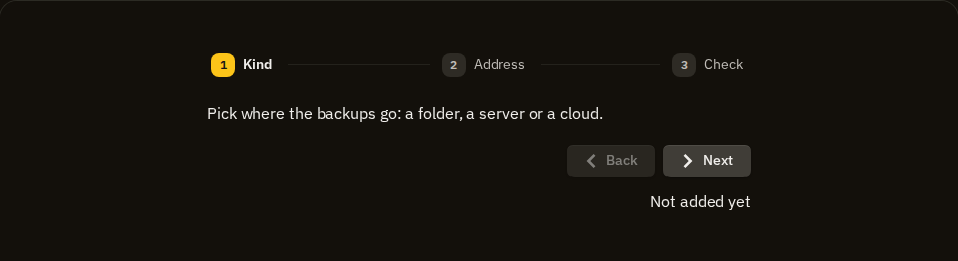 1 Kind 2 Address 3 Check
Pick where the backups go: a folder, a server or a cloud.
Back Next
Not added yet